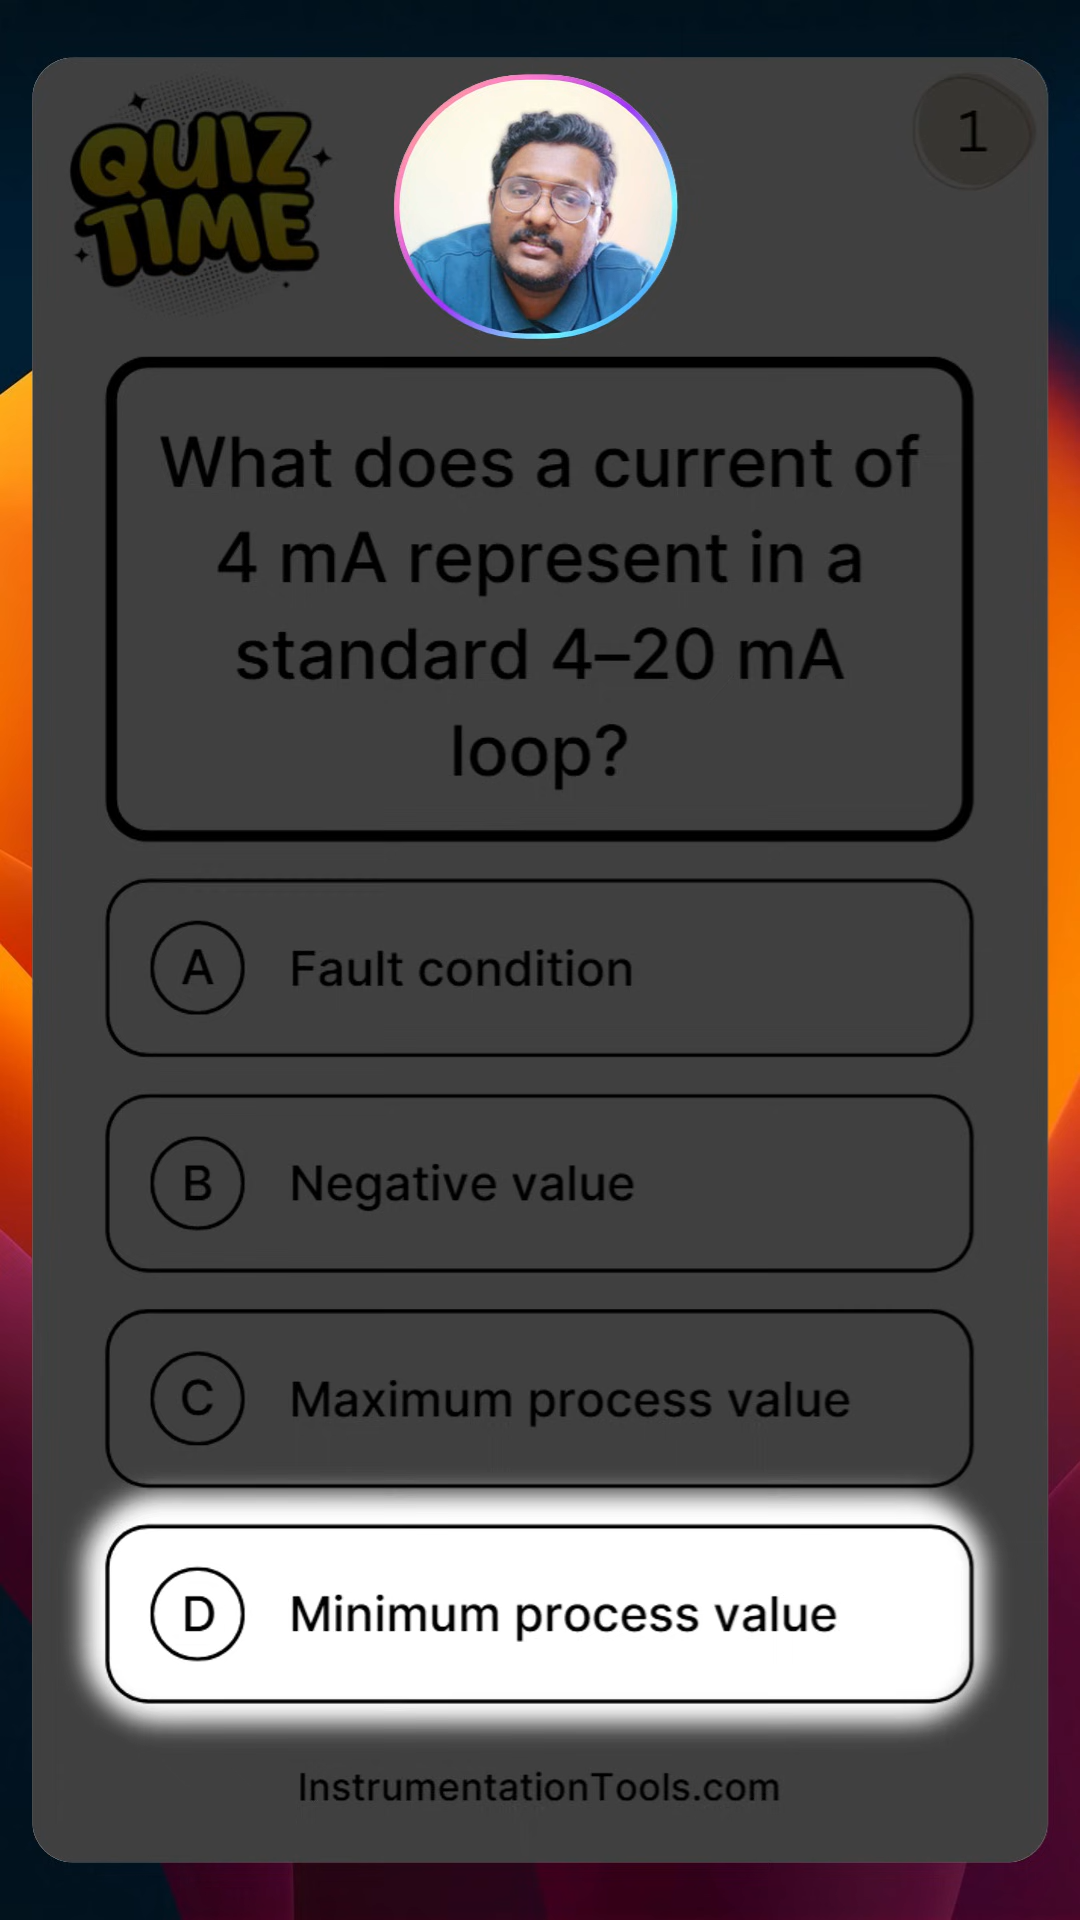 QUIZ
TIME
1
What does a current of
4 mA represent in a
standard 4–20 mA
loop?
A Fault condition
B Negative value
C Maximum process value
D Minimum process value
InstrumentationTools.com